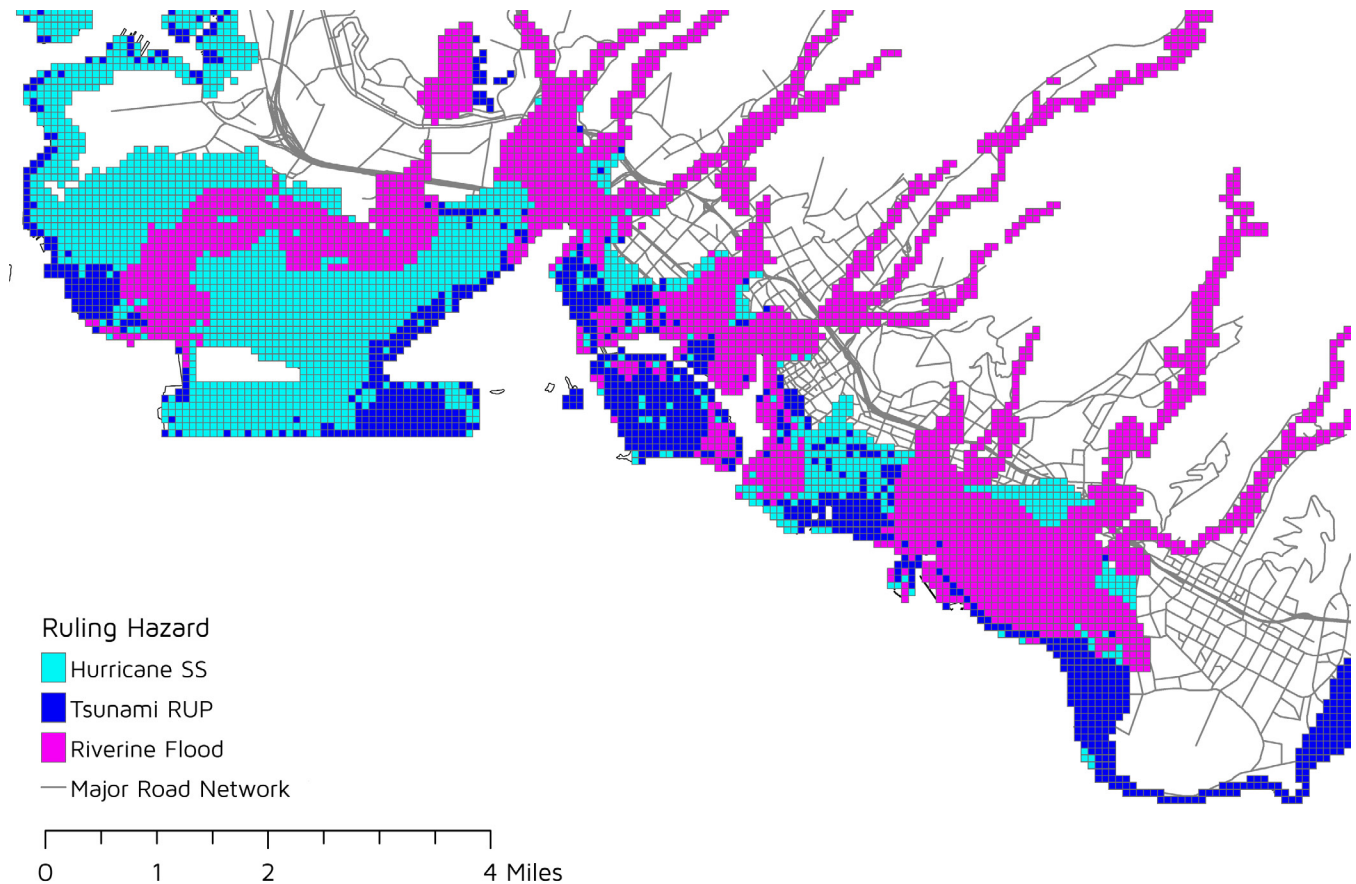 Ruling Hazard
Hurricane SS
Tsunami RUP
Riverine Flood
Major Road Network
0 1 2 4 Miles